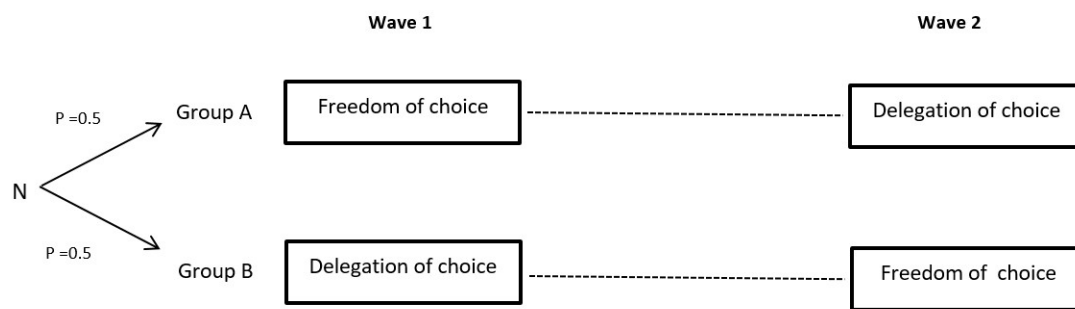 Wave 1 Wave 2
P =0.5
Group A
Freedom of choice
Delegation of choice
N
P =0.5
Group B
Delegation of choice
Freedom of choice